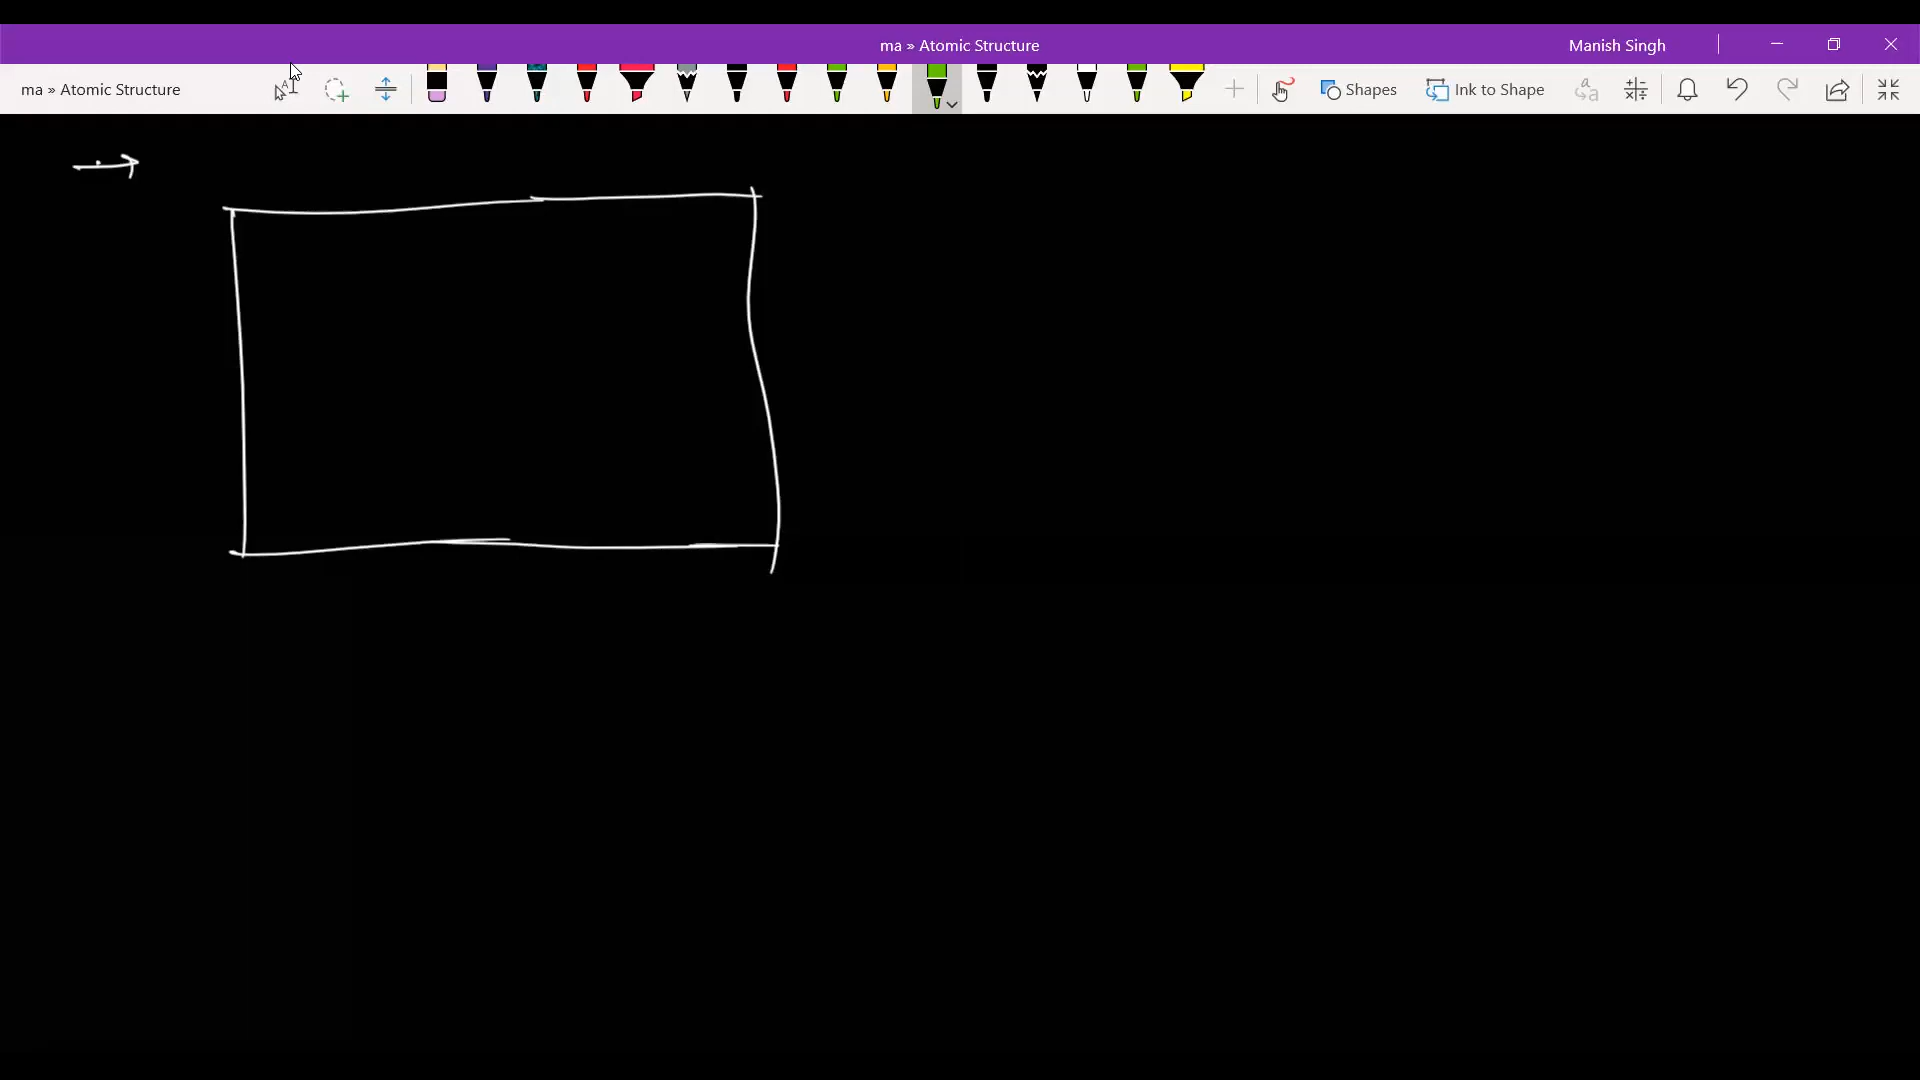 ma » Atomic Structure
Manish Singh
ma » Atomic Structure
Shapes
Ink to Shape